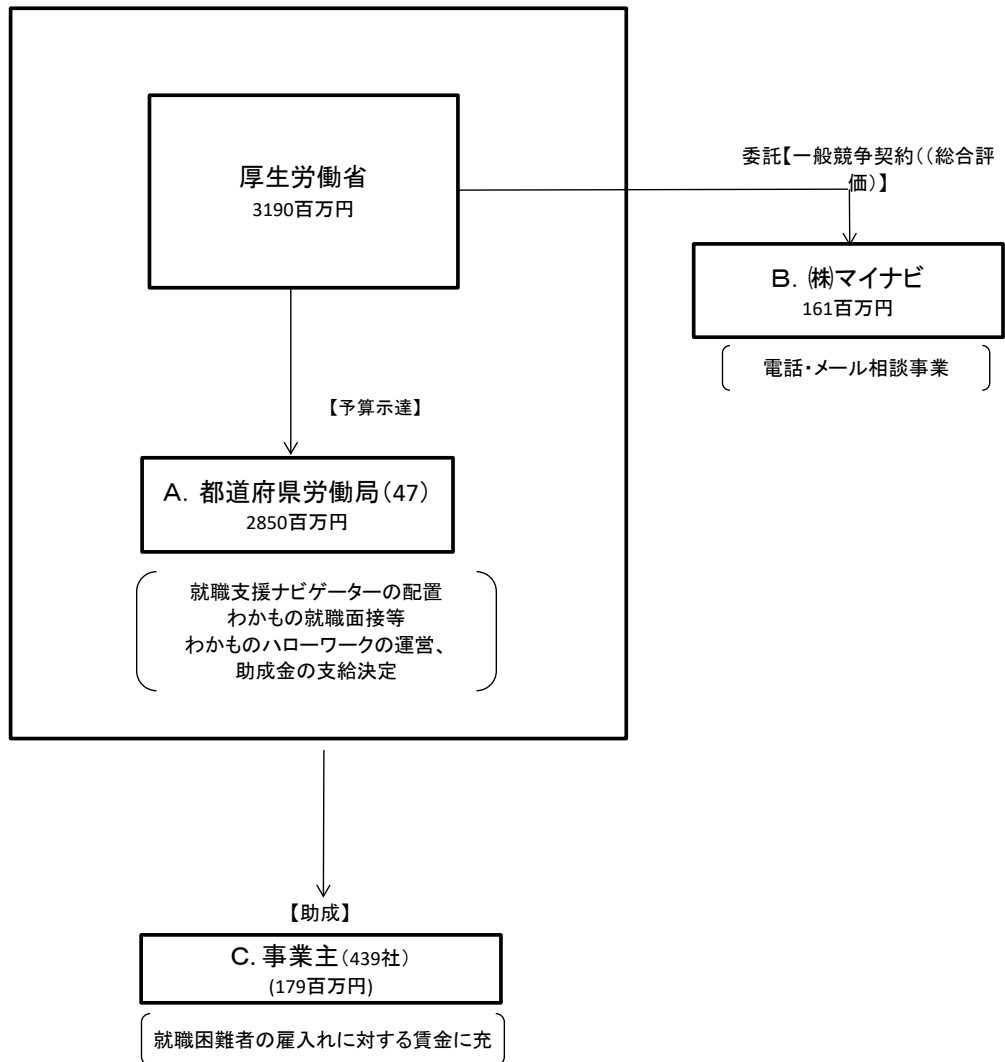 厚生労働省
3190百万円
委託【一般競争契約((総合評
価)】
B. ㈱マイナビ
161百万円
電話・メール相談事業
【予算示達】
A. 都道府県労働局(47)
2850百万円
就職支援ナビゲーターの配置
わかもの就職面接等
わかものハローワークの運営、
助成金の支給決定
【助成】
C. 事業主(439社)
(179百万円)
就職困難者の雇入れに対する賃金に充